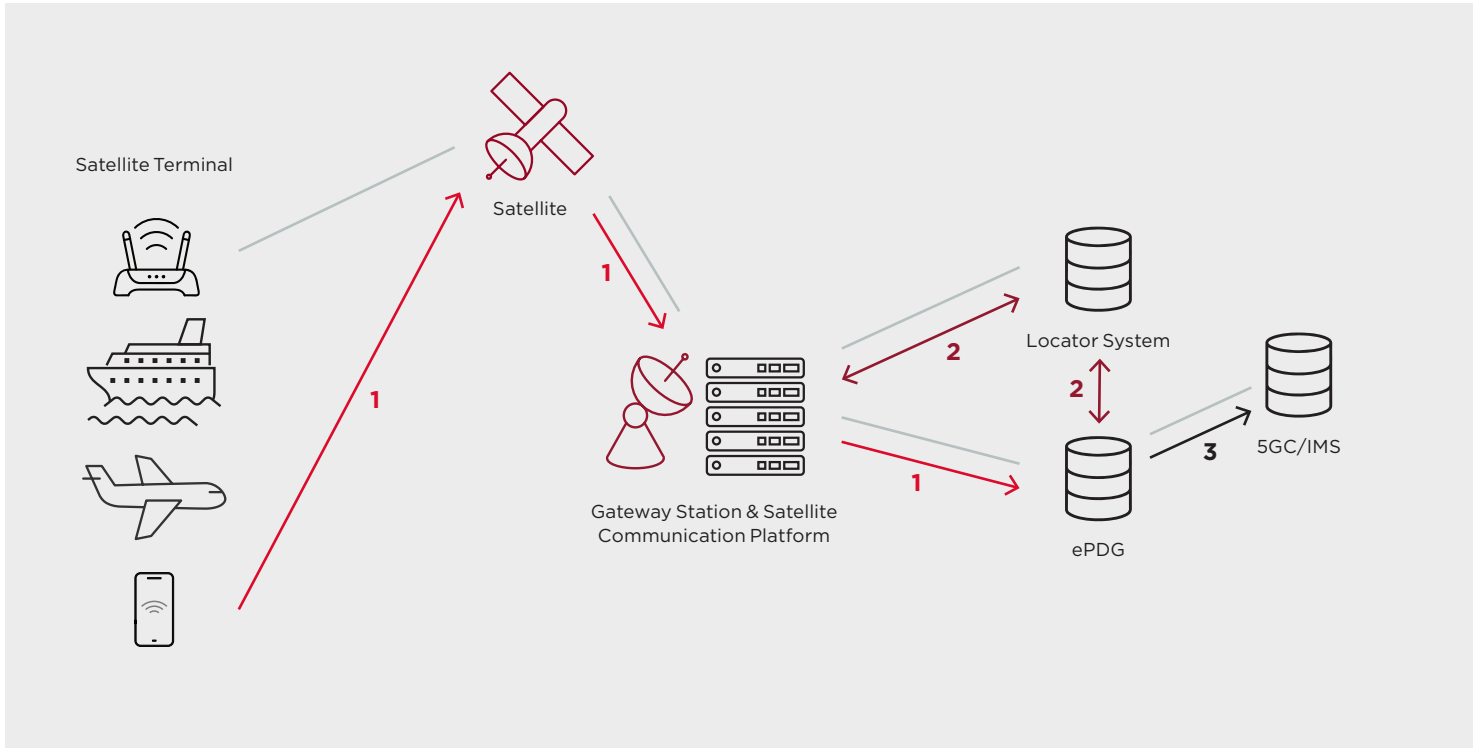 Satellite Terminal
Satellite
1
1
Gateway Station & Satellite
Communication Platform
2
Locator System
2
1
ePDG
3
5GC/IMS